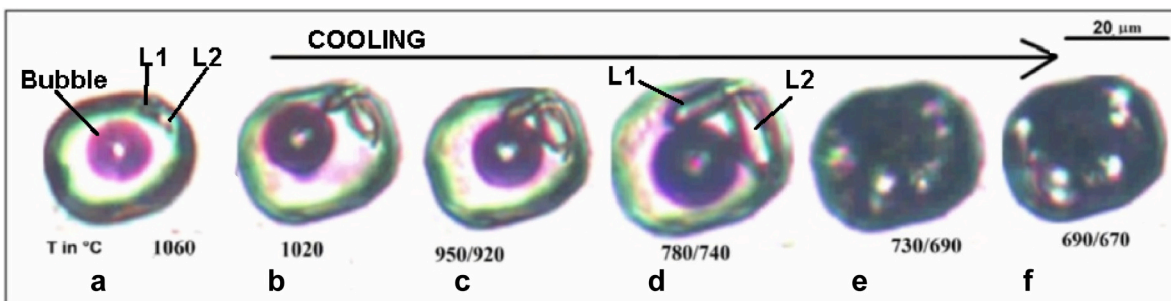 COOLING
20 µm
L1
L2
Bubble
L1
L2
T in °C 1060 1020 950/920 780/740 730/690 690/670
a b c d e f